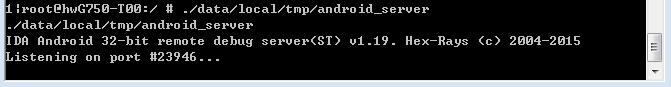 1|root@hwG750-T00:/ # ./data/local/tmp/android_server
./data/local/tmp/android_server
IDA Android 32-bit remote debug server(ST) v1.19. Hex-Rays (c) 2004-2015
Listening on port #23946...